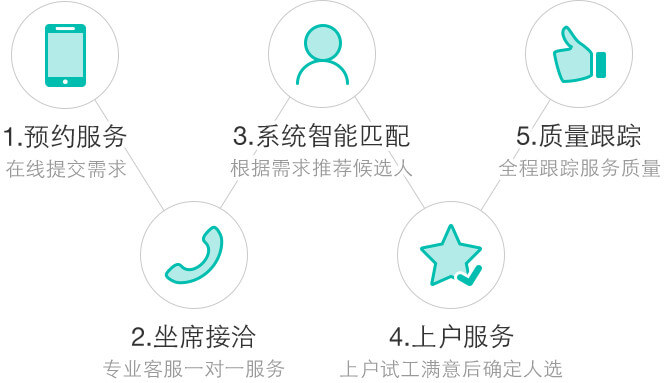 1.预约服务
在线提交需求
2.坐席接洽
专业客服一对一服务
3.系统智能匹配
根据需求推荐候选人
4.上户服务
上户试工满意后确定人选
5.质量跟踪
全程跟踪服务质量